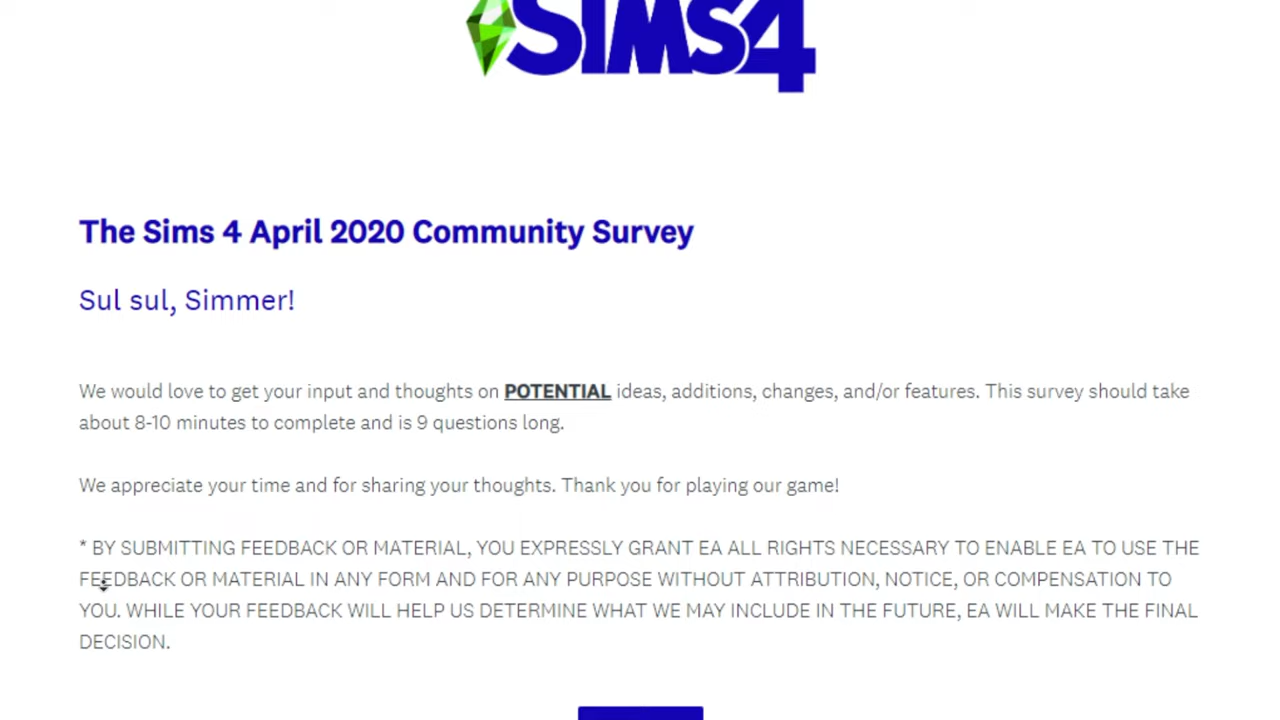 SIMS4
The Sims 4 April 2020 Community Survey
Sul sul, Simmer!
We would love to get your input and thoughts on POTENTIAL ideas, additions, changes, and/or features. This survey should take
about 8-10 minutes to complete and is 9 questions long.
We appreciate your time and for sharing your thoughts. Thank you for playing our game!
* BY SUBMITTING FEEDBACK OR MATERIAL, YOU EXPRESSLY GRANT EA ALL RIGHTS NECESSARY TO ENABLE EA TO USE THE
FEEDBACK OR MATERIAL IN ANY FORM AND FOR ANY PURPOSE WITHOUT ATTRIBUTION, NOTICE, OR COMPENSATION TO
YOU. WHILE YOUR FEEDBACK WILL HELP US DETERMINE WHAT WE MAY INCLUDE IN THE FUTURE, EA WILL MAKE THE FINAL
DECISION.